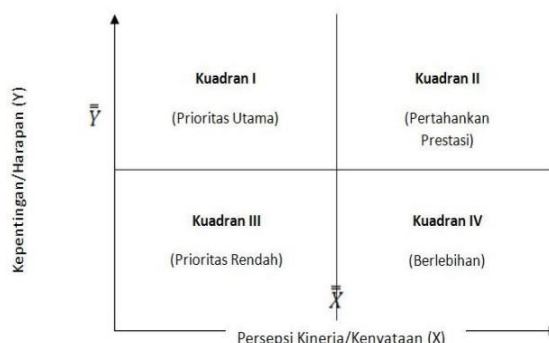 Kepentingan/Harapan (Y)
Kuadran I
(Prioritas Utama)
Kuadran II
(Pertahankan
Prestasi)
Y
Kuadran III
(Prioritas Rendah)
Kuadran IV
(Berlebihan)
X
Persepsi Kinerja/Kenyataan (X)